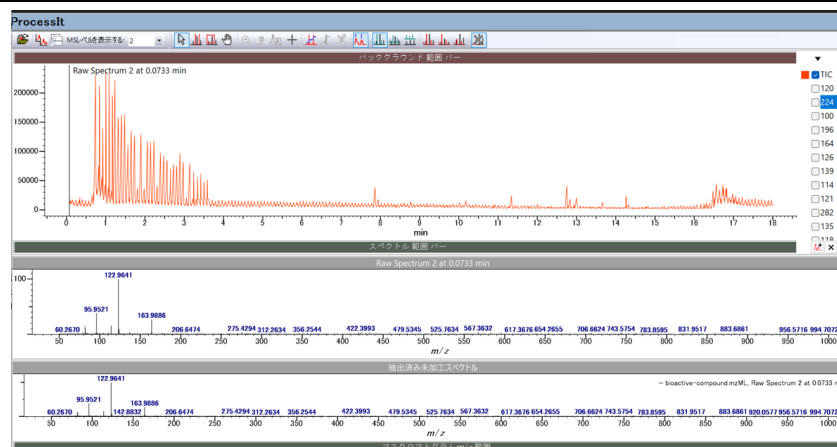 ProcessIt
MSレベルを表示する: 2
バックグラウンド範囲バー
Raw Spectrum 2 at 0.0733 min
200000
150000
100000
50000
0
0 1 2 3 4 5 6 7 8 9 10 11 12 13 14 15 16 17 18
min
TIC
120
224
100
196
164
126
139
114
121
282
135
118
スペクトル範囲バー
Raw Spectrum 2 at 0.0733 min
100
122.9641
95.9521
163.9886
60.2670 206.6474 275.4294 312.2634 356.2544 422.3993 479.5345 525.7634 567.3632 617.3676 654.2655 706.6624 743.5754 783.8595 831.9517 883.6861 956.5716 994.7072
50 100 150 200 250 300 350 400 450 500 550 600 650 700 750 800 850 900 950 1000
m/z
抽出済み未加工スペクトル
122.9641
— bioactive-compound.mzML, Raw Spectrum 2 at 0.0733 m
95.9521
163.9886
60.2670 142.8832 206.6474 275.4294 312.2634 356.2544 422.3993 479.5345 525.7634 567.3632 617.3676 654.2655 706.6624 743.5754 783.8595 831.9517 883.6861 920.0577 956.5716 994.7072
50 100 150 200 250 300 350 400 450 500 550 600 650 700 750 800 850 900 950 1000
m/z